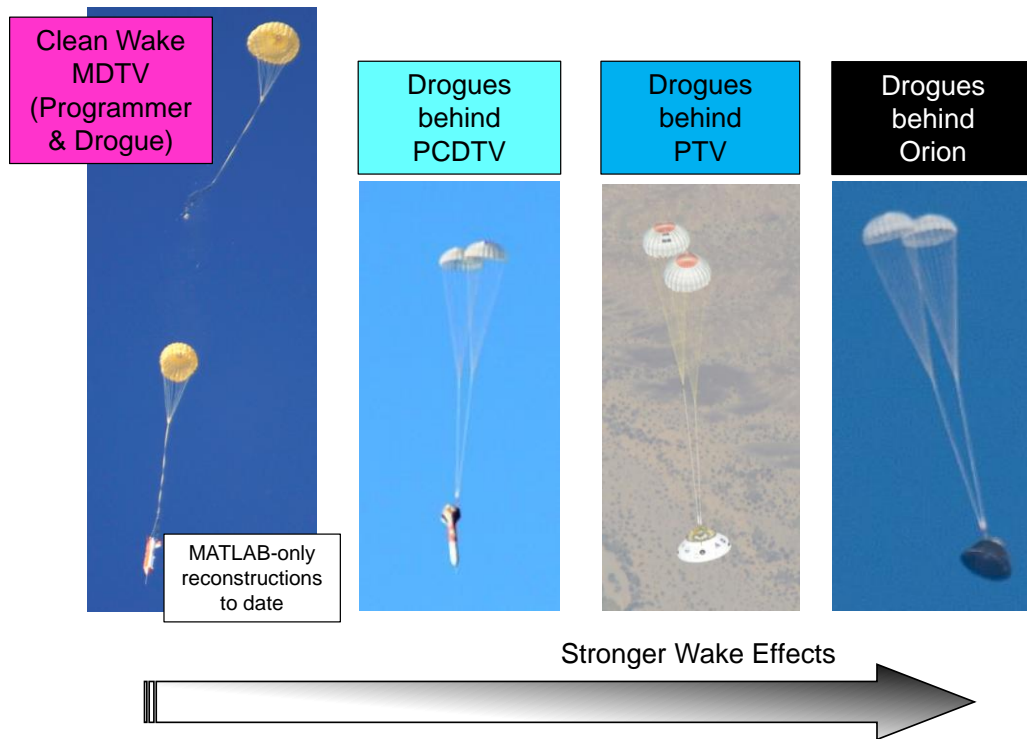 Clean Wake
MDTV
(Programmer
& Drogue)
Drogues
behind
PCDTV
Drogues
behind
PTV
Drogues
behind
Orion
MATLAB-only
reconstructions
to date
Stronger Wake Effects